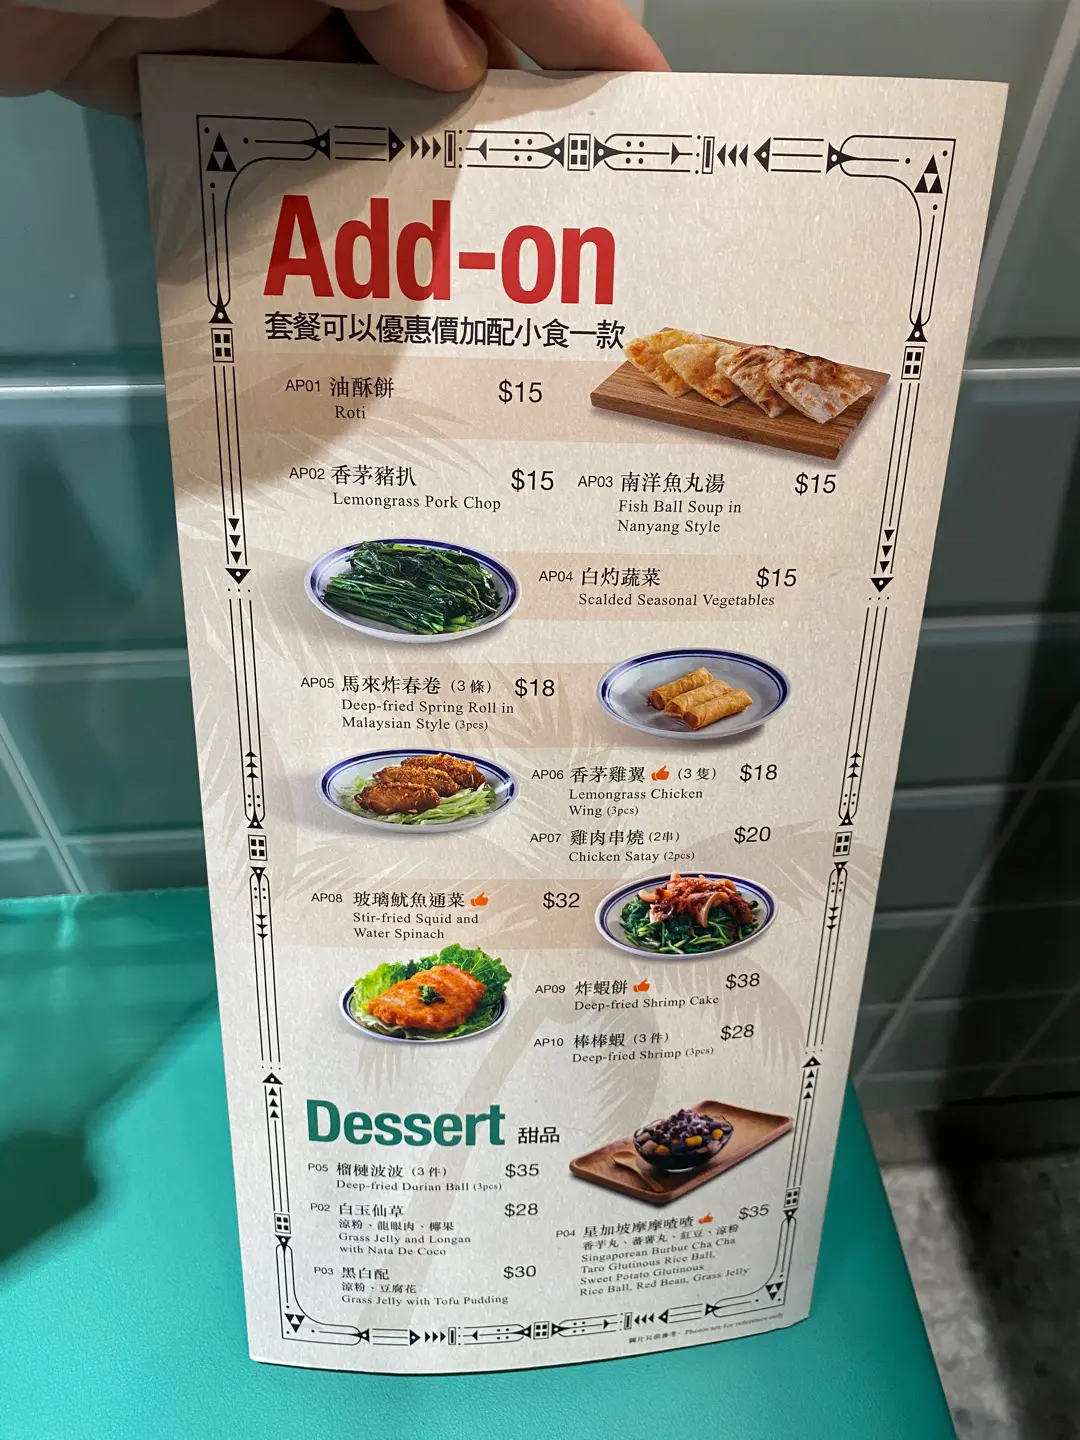 Add-on
套餐可以優惠價加配小食一款
AP01 油酥餅 $15
Roti
AP02 香茅豬扒 $15
Lemongrass Pork Chop
AP03 南洋魚丸湯 $15
Fish Ball Soup in
Nanyang Style
AP04 白灼蔬菜 $15
Scalded Seasonal Vegetables
AP05 馬來炸春卷（3 條） $18
Deep-fried Spring Roll in
Malaysian Style (3pcs)
AP06 香茅雞翼 （3 隻） $18
Lemongrass Chicken
Wing (3pcs)
AP07 雞肉串燒（2串） $20
Chicken Satay (2pcs)
AP08 玻璃魷魚通菜 $32
Stir-fried Squid and
Water Spinach
AP09 炸蝦餅 $38
Deep-fried Shrimp Cake
AP10 棒棒蝦（3 件） $28
Deep-fried Shrimp (3pcs)
Dessert 甜品
P05 榴槤波波（3 件） $35
Deep-fried Durian Ball (3pcs)
P02 白玉仙草 $28
涼粉、龍眼肉、椰果
Grass Jelly and Longan
with Nata De Coco
P03 黑白配 $30
涼粉、豆腐花
Grass Jelly with Tofu Pudding
P04 星加坡摩摩喳喳 $35
香芋丸、蕃薯丸、紅豆、涼粉
Singaporean Burbur Cha Cha
Taro Glutinous Rice Ball,
Sweet Potato Glutinous
Rice Ball, Red Bean, Grass Jelly
圖片只供參考。Photos are for reference only